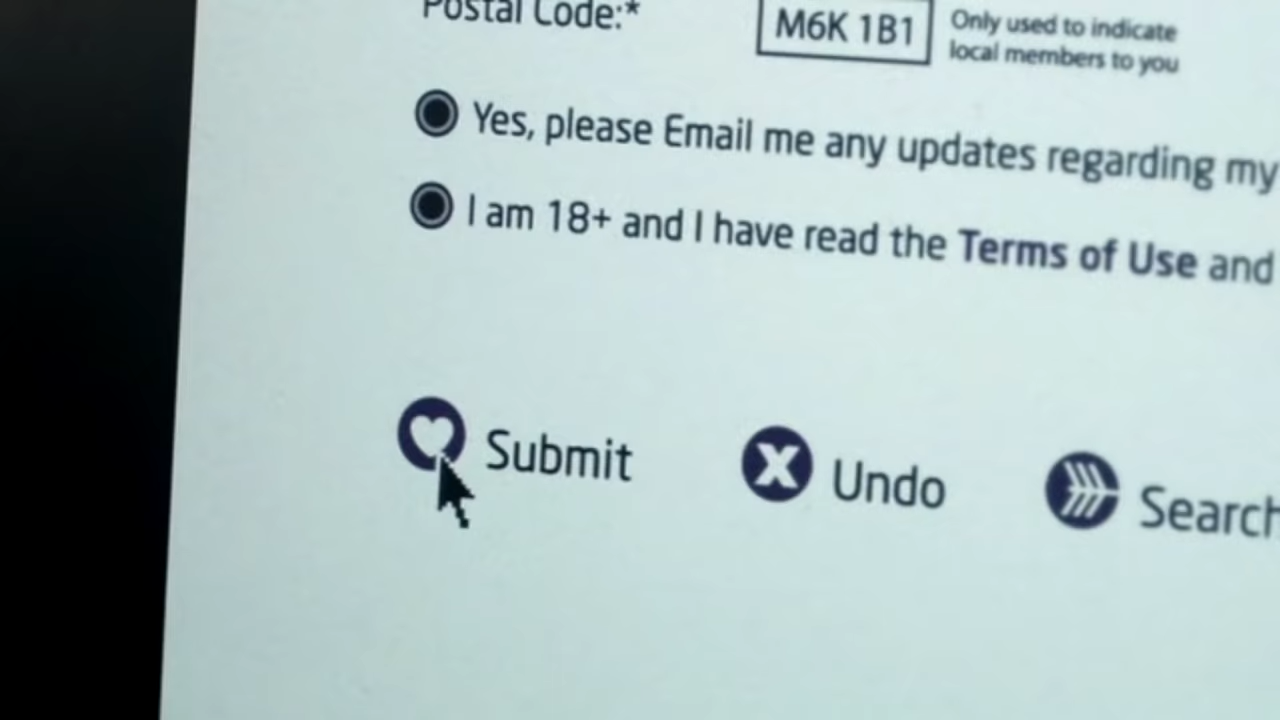 Postal Code:*
M6K 1B1
Only used to indicate
local members to you
Yes, please Email me any updates regarding my
I am 18+ and I have read the Terms of Use and
Submit
Undo
Search